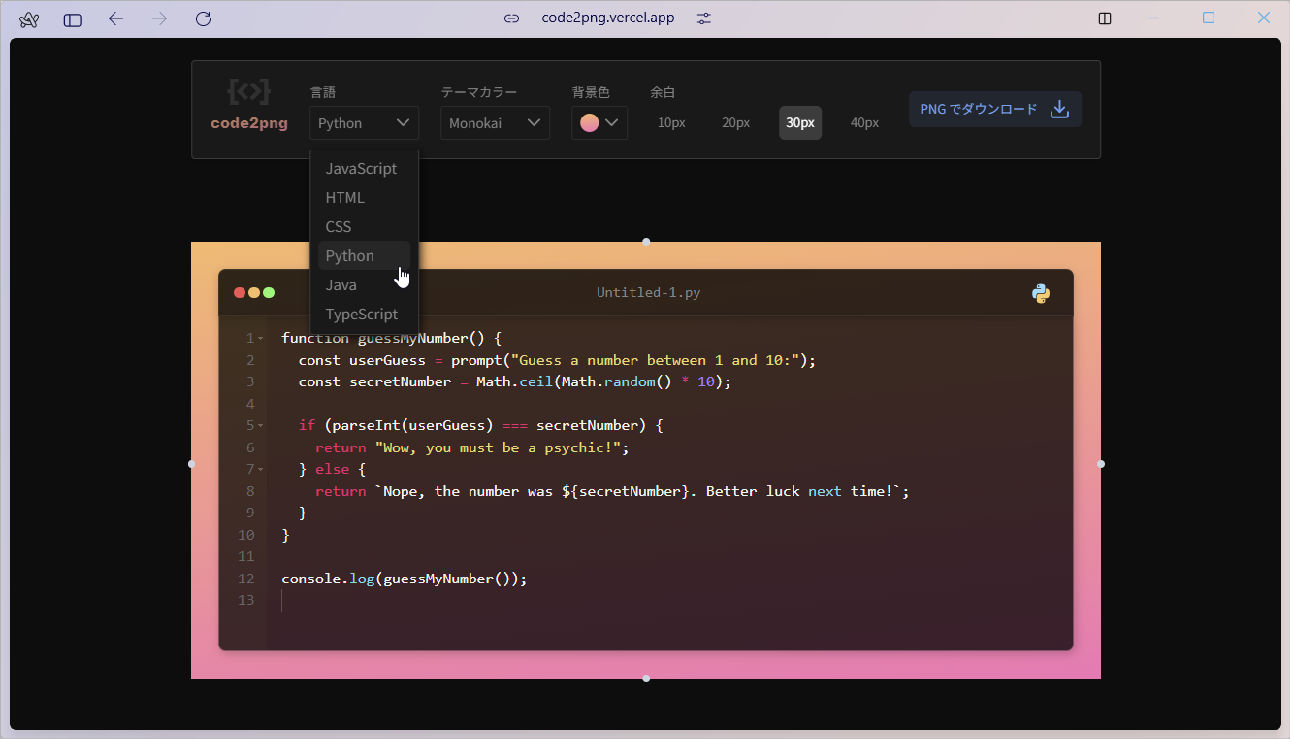 code2png.vercel.app
{<>}
code2png
言語
Python
テーマカラー
Monokai
背景色
余白
10px
20px
30px
40px
PNG でダウンロード
JavaScript
HTML
CSS
Python
Java
TypeScript
Untitled-1.py
1 function guessMyNumber() {
2 const userGuess = prompt("Guess a number between 1 and 10:");
3 const secretNumber = Math.ceil(Math.random() * 10);
4
5 if (parseInt(userGuess) === secretNumber) {
6 return "Wow, you must be a psychic!";
7 } else {
8 return `Nope, the number was ${secretNumber}. Better luck next time!`;
9 }
10 }
11
12 console.log(guessMyNumber());
13